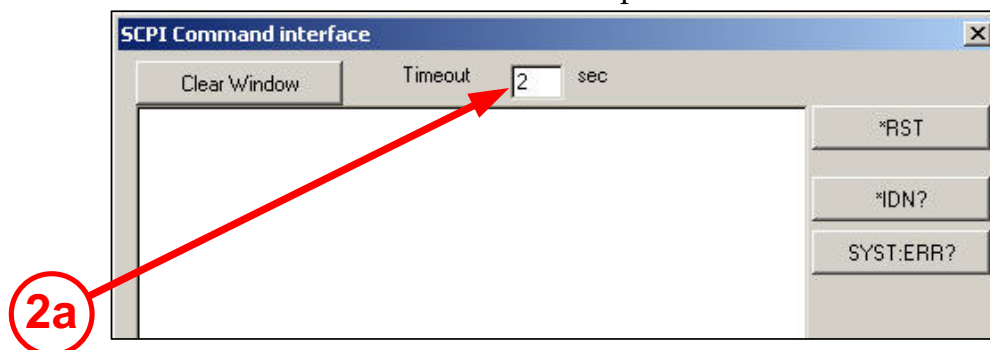 SCPI Command interface
Clear Window Timeout 2 sec
*RST
*IDN?
SYST:ERR?
2a